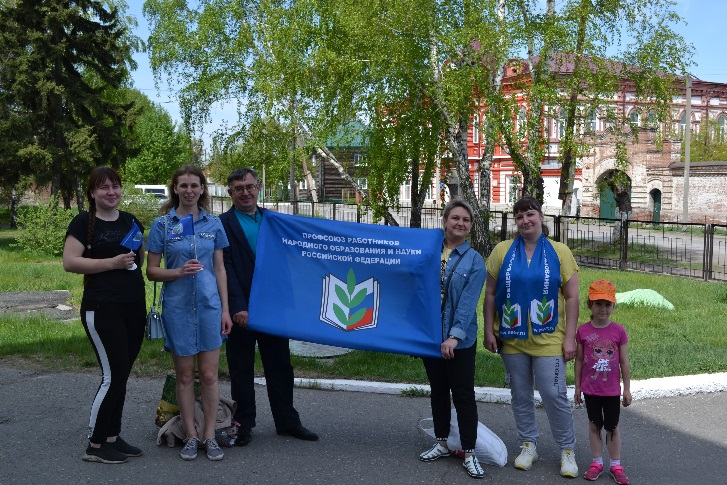 ПРОФСОЮЗ РАБОТНИКОВ
НАРОДНОГО ОБРАЗОВАНИЯ И НАУКИ
РОССИЙСКОЙ ФЕДЕРАЦИИ